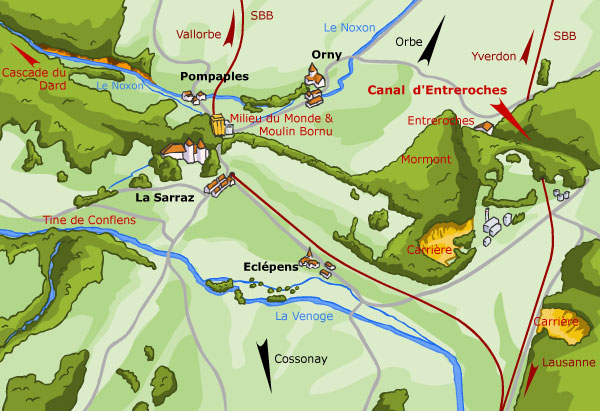 SBB
Vallorbe
Le Noxon
Orbe
Orny
Yverdon
SBB
Cascade du
Dard
Le Noxon
Pompaples
Canal d'Entreroches
Milieu du Monde &
Moulin Bornu
Entreroches
Mormont
La Sarraz
Tine de Conflens
Carrière
Eclépens
La Venoge
Carrière
Cossonay
Lausanne